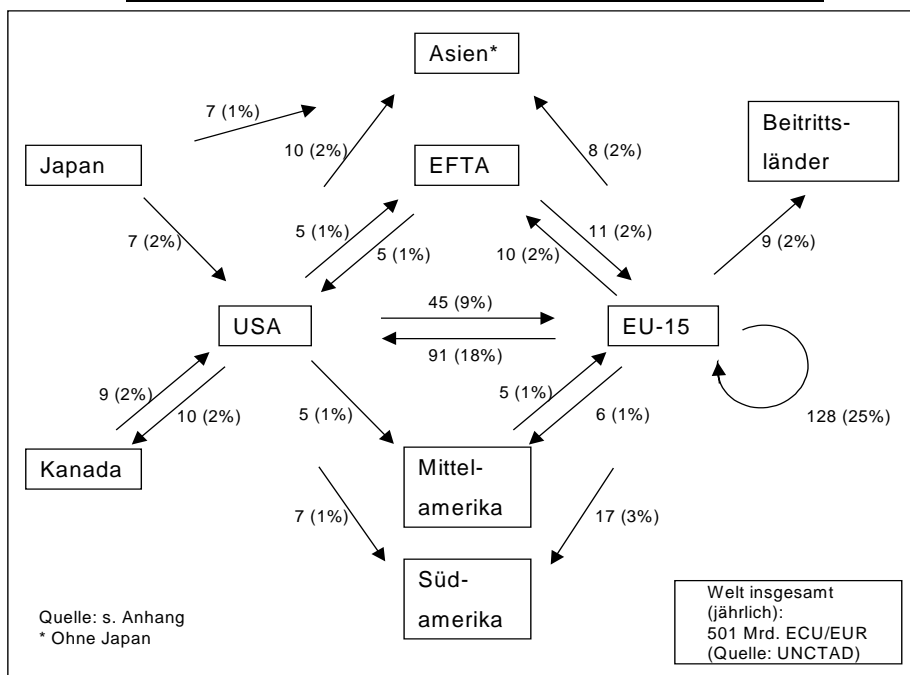 Asien*
7 (1%)
Beitritts-
länder
10 (2%)
8 (2%)
Japan
EFTA
7 (2%)
5 (1%)
5 (1%)
11 (2%)
10 (2%)
9 (2%)
USA
45 (9%)
EU-15
91 (18%)
9 (2%)
10 (2%)
5 (1%)
5 (1%)
6 (1%)
128 (25%)
Kanada
Mittel-
amerika
7 (1%)
17 (3%)
Süd-
amerika
Quelle: s. Anhang
* Ohne Japan
Welt insgesamt
(jährlich):
501 Mrd. ECU/EUR
(Quelle: UNCTAD)